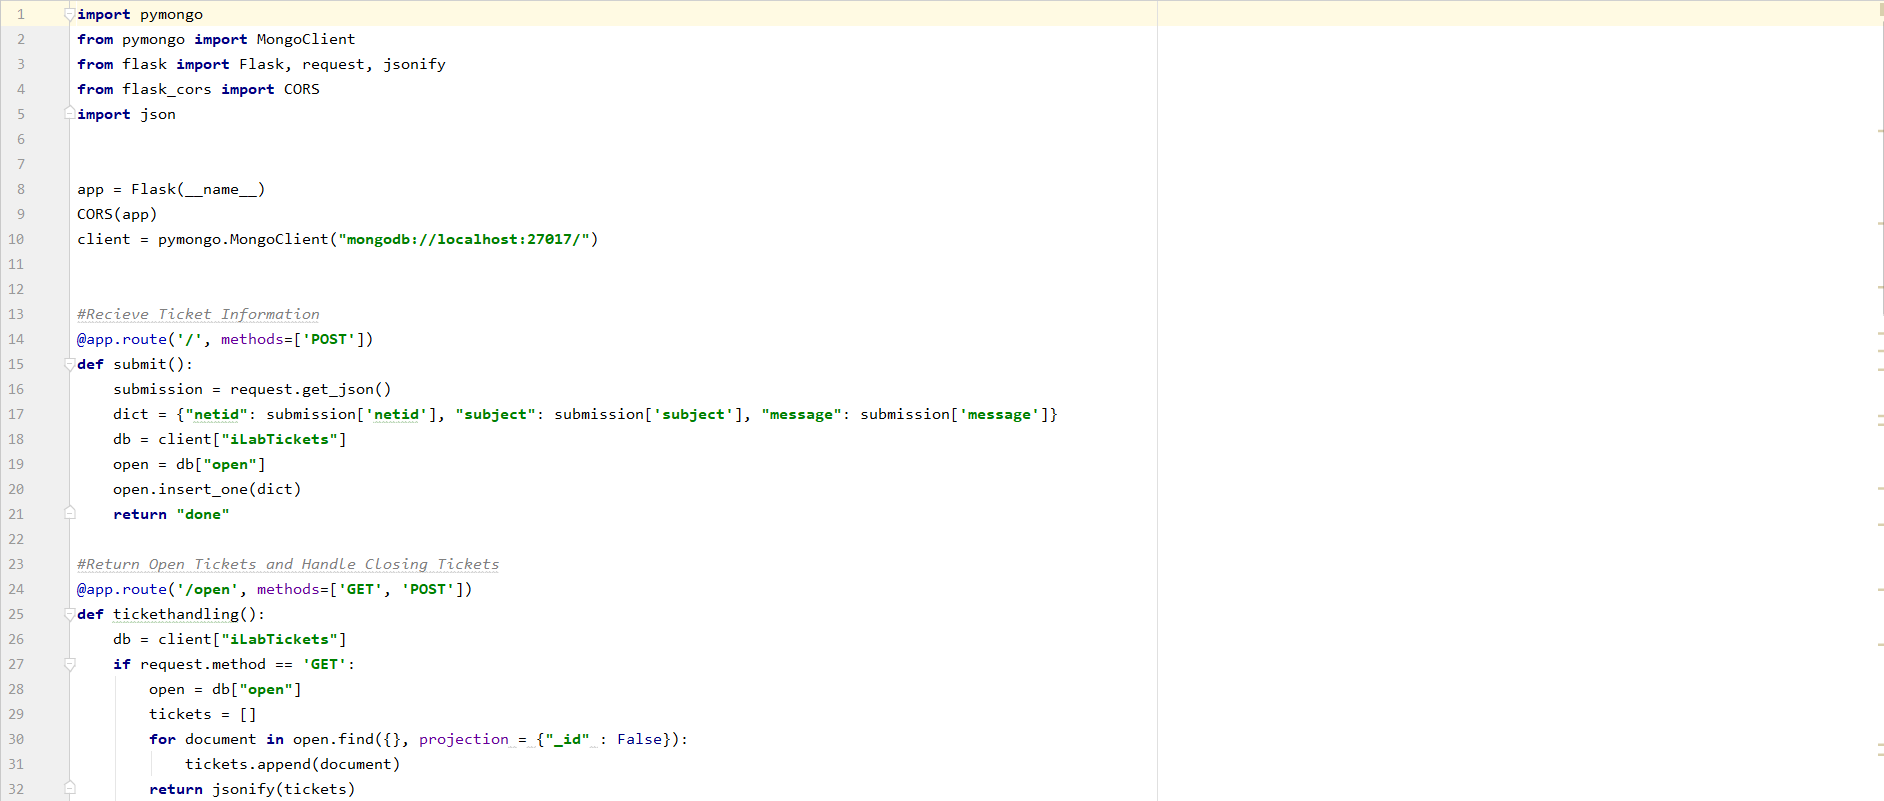 1 import pymongo
2 from pymongo import MongoClient
3 from flask import Flask, request, jsonify
4 from flask_cors import CORS
5 import json
6
7
8 app = Flask(__name__)
9 CORS(app)
10 client = pymongo.MongoClient("mongodb://localhost:27017/")
11
12
13 #Recieve Ticket Information
14 @app.route('/', methods=['POST'])
15 def submit():
16     submission = request.get_json()
17     dict = {"netid": submission['netid'], "subject": submission['subject'], "message": submission['message']}
18     db = client["iLabTickets"]
19     open = db["open"]
20     open.insert_one(dict)
21     return "done"
22
23 #Return Open Tickets and Handle Closing Tickets
24 @app.route('/open', methods=['GET', 'POST'])
25 def tickethandling():
26     db = client["iLabTickets"]
27     if request.method == 'GET':
28         open = db["open"]
29         tickets = []
30         for document in open.find({}, projection = {"_id" : False}):
31             tickets.append(document)
32         return jsonify(tickets)